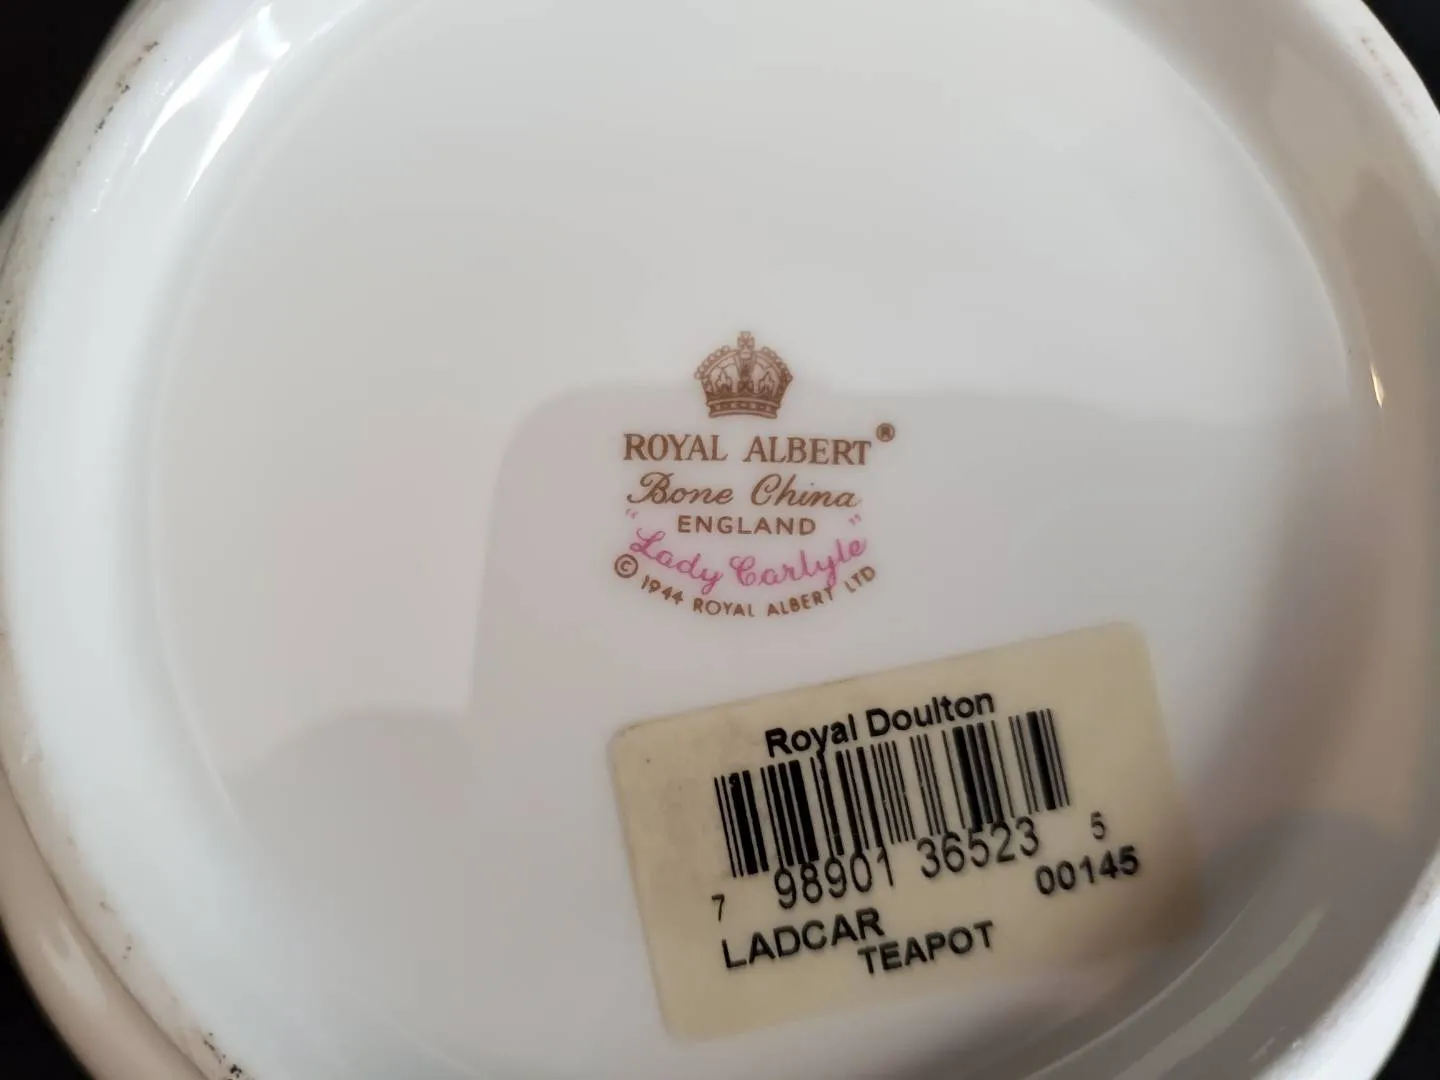 ROYAL ALBERT®
Bone China
ENGLAND
"Lady Carlyle"
© 1944 ROYAL ALBERT LTD
Royal Doulton
7 98901 36523 5
00145
LADCAR
TEAPOT